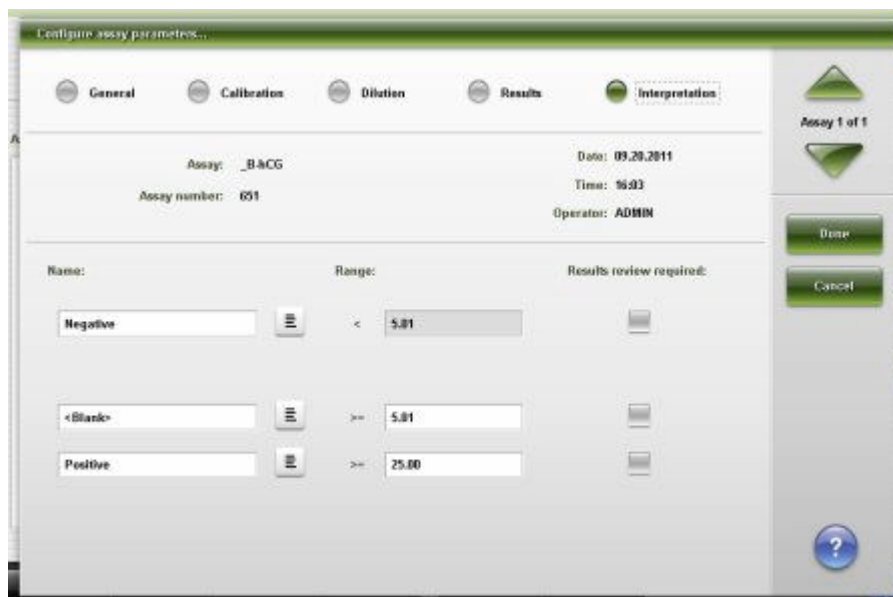 Configure assay parameters...
General Calibration Dilution Results Interpretation
Assay 1 of 1
Assay: _B-hCG
Date: 09.20.2011
Assay number: 651
Time: 16:03
Operator: ADMIN
Done
Cancel
Name: Range: Results review required:
Negative < 5.01
<Blank> >= 5.01
Positive >= 25.00
?